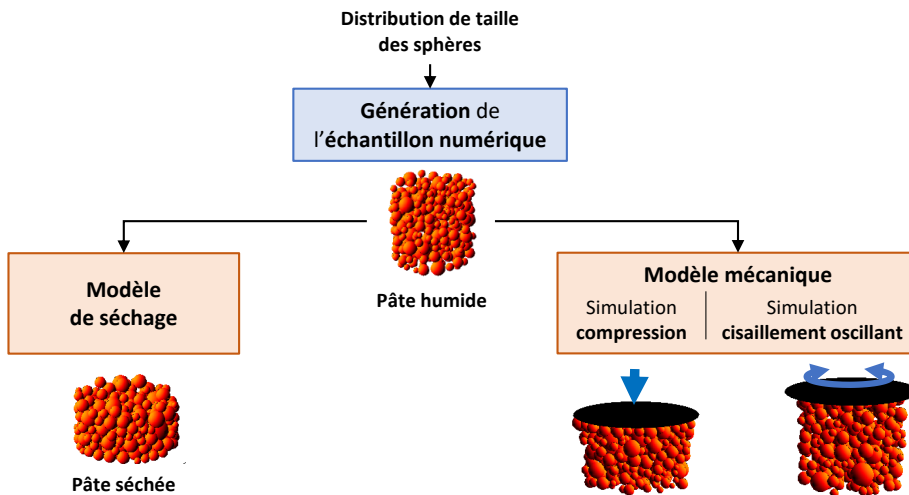 Distribution de taille
des sphères
Génération de
l'échantillon numérique
Pâte humide
Modèle
de séchage
Pâte séchée
Modèle mécanique
Simulation
compression
Simulation
cisaillement oscillant